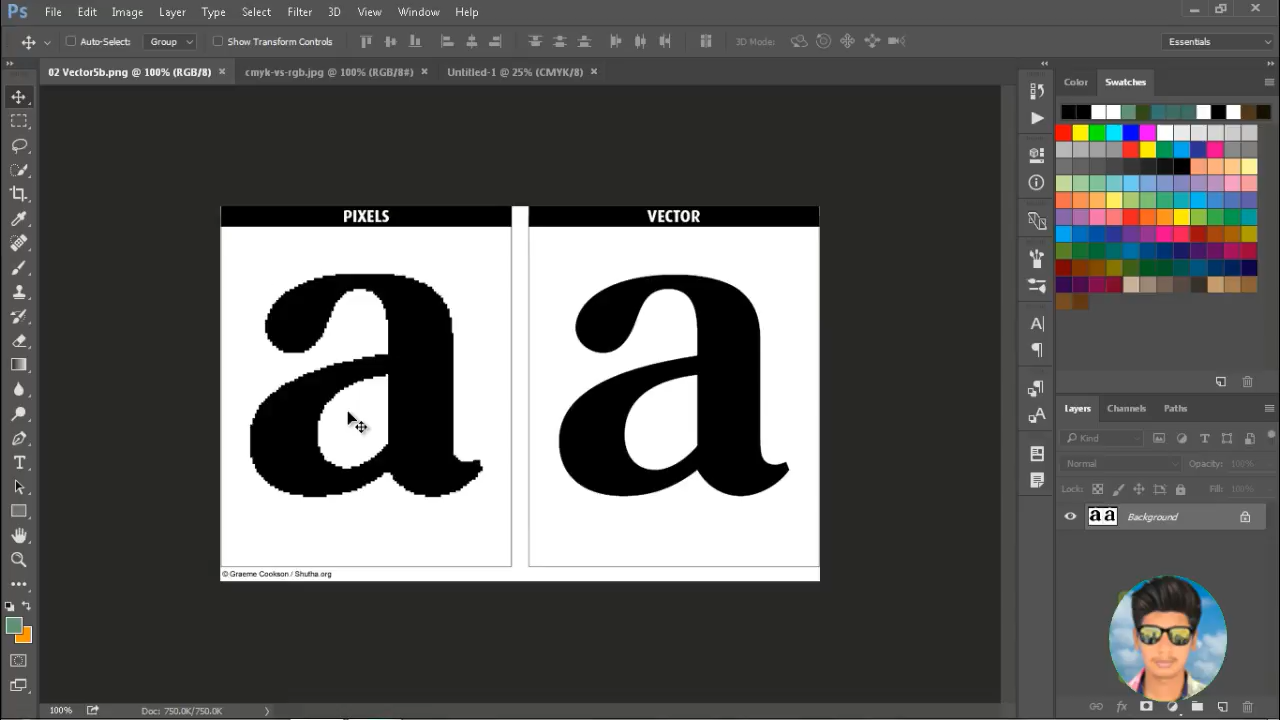 Ps File Edit Image Layer Type Select Filter 3D View Window Help
Auto-Select: Group Show Transform Controls 3D Mode: Essentials
02 Vector5b.png @ 100% (RGB/8) × cmyk-vs-rgb.jpg @ 100% (RGB/8#) × Untitled-1 @ 25% (CMYK/8) ×
Color Swatches
PIXELS VECTOR
a a
© Graeme Cookson / Shutha.org
Layers Channels Paths
Kind
Normal Opacity: 100%
Lock: Fill: 100%
Background
100% Doc: 750.0K/750.0K